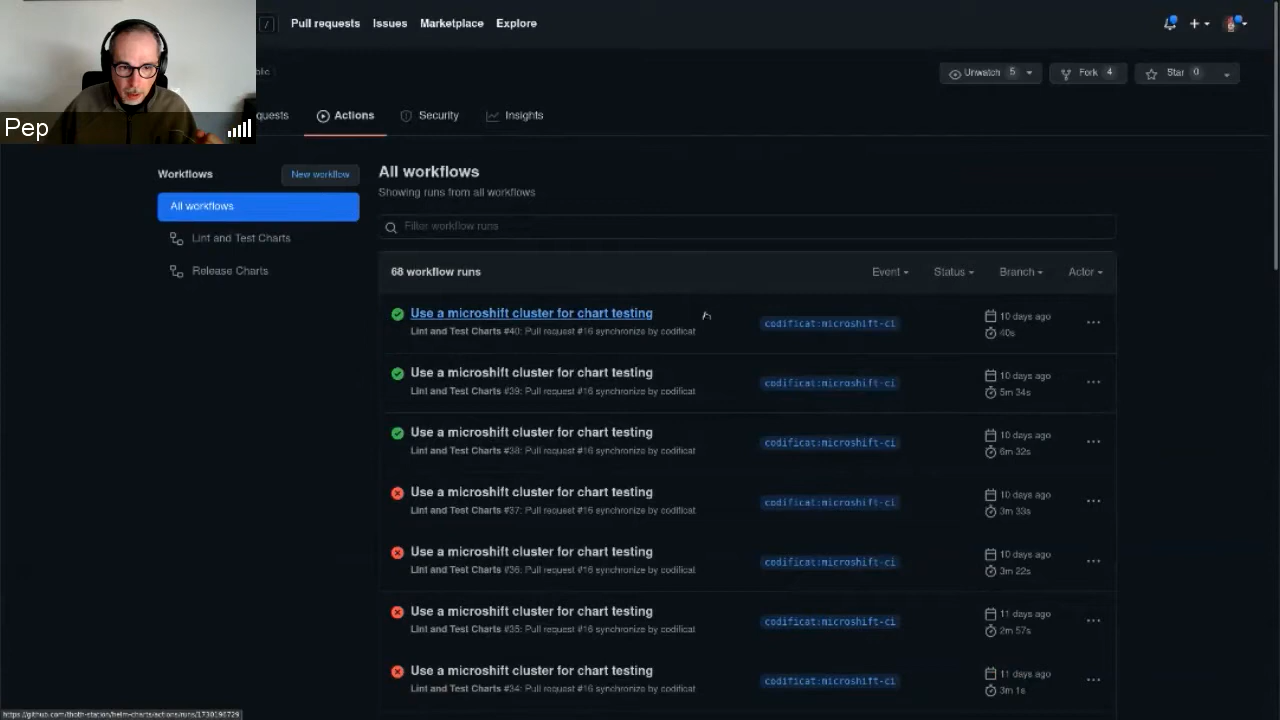 / Pull requests Issues Marketplace Explore
Unwatch 5 Fork 4 Star 0
quests Actions Security Insights
Workflows New workflow
All workflows
Lint and Test Charts
Release Charts
All workflows
Showing runs from all workflows
Filter workflow runs
68 workflow runs Event Status Branch Actor
Use a microshift cluster for chart testing
Lint and Test Charts #40: Pull request #16 synchronize by codificat
codificat:microshift-ci
10 days ago
40s
Use a microshift cluster for chart testing
Lint and Test Charts #39: Pull request #16 synchronize by codificat
codificat:microshift-ci
10 days ago
5m 34s
Use a microshift cluster for chart testing
Lint and Test Charts #38: Pull request #16 synchronize by codificat
codificat:microshift-ci
10 days ago
6m 32s
Use a microshift cluster for chart testing
Lint and Test Charts #37: Pull request #16 synchronize by codificat
codificat:microshift-ci
10 days ago
3m 33s
Use a microshift cluster for chart testing
Lint and Test Charts #36: Pull request #16 synchronize by codificat
codificat:microshift-ci
10 days ago
3m 22s
Use a microshift cluster for chart testing
Lint and Test Charts #35: Pull request #16 synchronize by codificat
codificat:microshift-ci
11 days ago
2m 57s
Use a microshift cluster for chart testing
Lint and Test Charts #34: Pull request #16 synchronize by codificat
codificat:microshift-ci
11 days ago
3m 1s
Pep